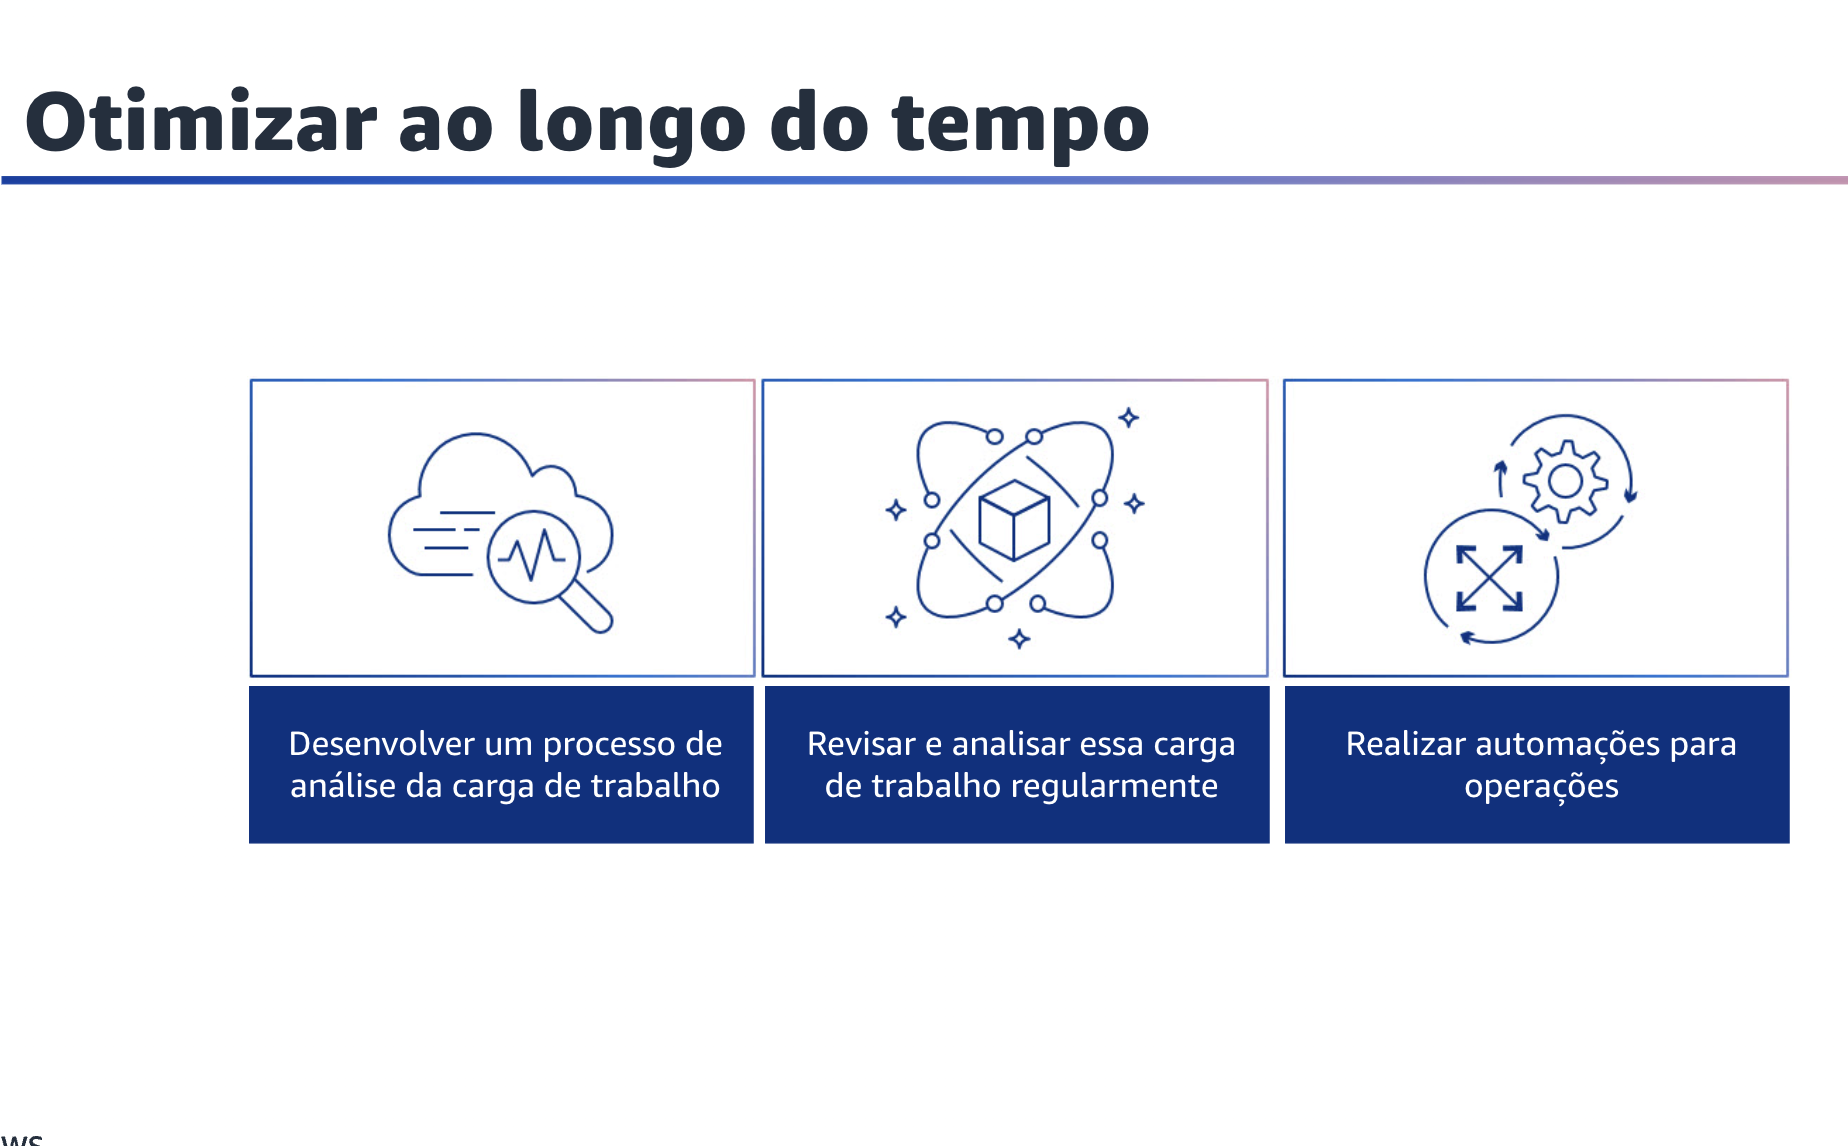 Otimizar ao longo do tempo
Desenvolver um processo de
análise da carga de trabalho
Revisar e analisar essa carga
de trabalho regularmente
Realizar automações para
operações
ws